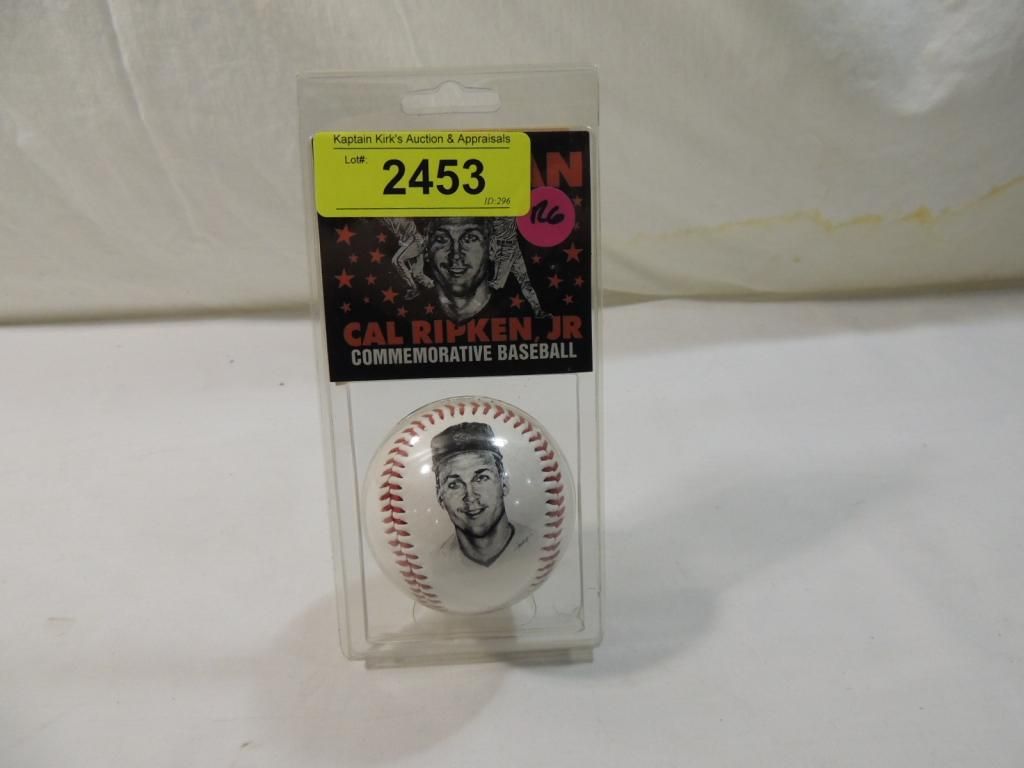 Kaptain Kirk's Auction & Appraisals
Lot#:
2453
ID:296
CAL RIPKEN, JR
COMMEMORATIVE BASEBALL